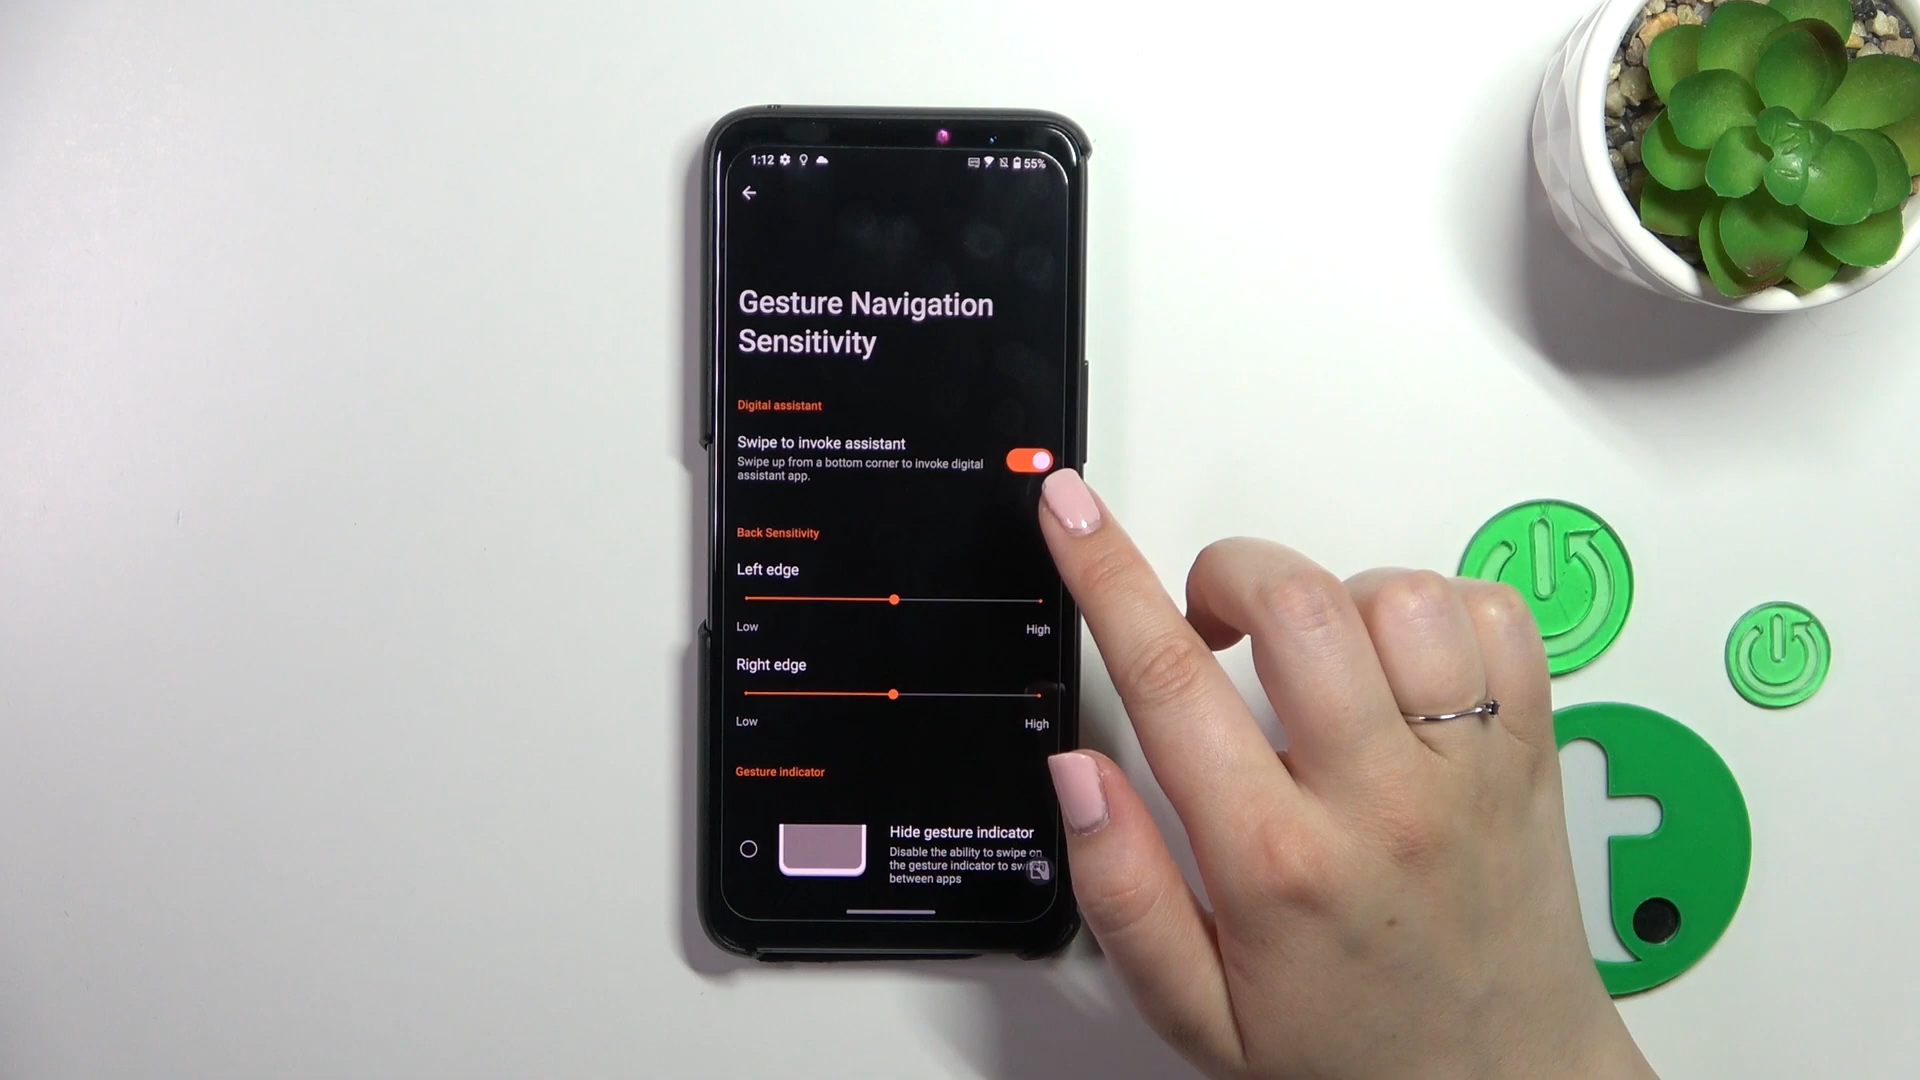 1:12 55%
Gesture Navigation
Sensitivity
Digital assistant
Swipe to invoke assistant
Swipe up from a bottom corner to invoke digital
assistant app.
Back Sensitivity
Left edge
Low High
Right edge
Low High
Gesture indicator
Hide gesture indicator
Disable the ability to swipe on
the gesture indicator to
between apps